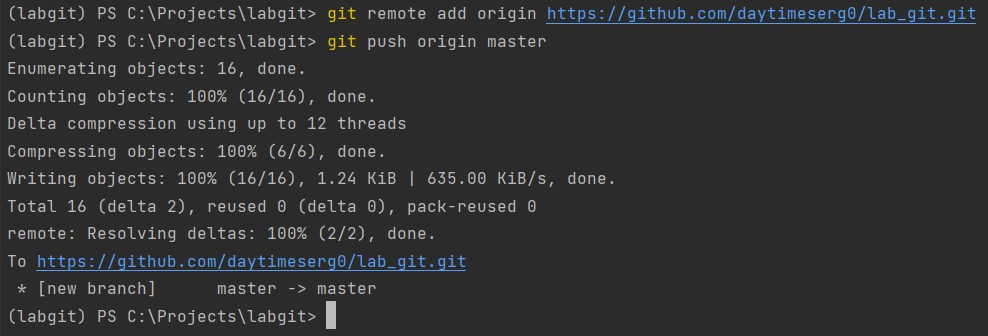 (labgit) PS C:\Projects\labgit> git remote add origin https://github.com/daytimeserg0/lab_git.git
(labgit) PS C:\Projects\labgit> git push origin master
Enumerating objects: 16, done.
Counting objects: 100% (16/16), done.
Delta compression using up to 12 threads
Compressing objects: 100% (6/6), done.
Writing objects: 100% (16/16), 1.24 KiB | 635.00 KiB/s, done.
Total 16 (delta 2), reused 0 (delta 0), pack-reused 0
remote: Resolving deltas: 100% (2/2), done.
To https://github.com/daytimeserg0/lab_git.git
 * [new branch]      master -> master
(labgit) PS C:\Projects\labgit>